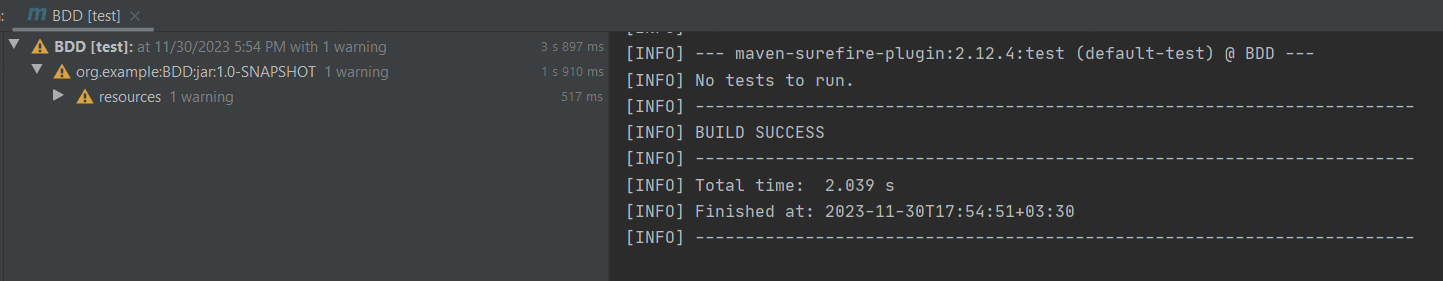 m BDD [test] ×
BDD [test]: at 11/30/2023 5:54 PM with 1 warning 3 s 897 ms
org.example:BDD:jar:1.0-SNAPSHOT 1 warning 1 s 910 ms
resources 1 warning 517 ms
[INFO] --- maven-surefire-plugin:2.12.4:test (default-test) @ BDD ---
[INFO] No tests to run.
[INFO] ------------------------------------------------------------------------
[INFO] BUILD SUCCESS
[INFO] ------------------------------------------------------------------------
[INFO] Total time:  2.039 s
[INFO] Finished at: 2023-11-30T17:54:51+03:30
[INFO] ------------------------------------------------------------------------